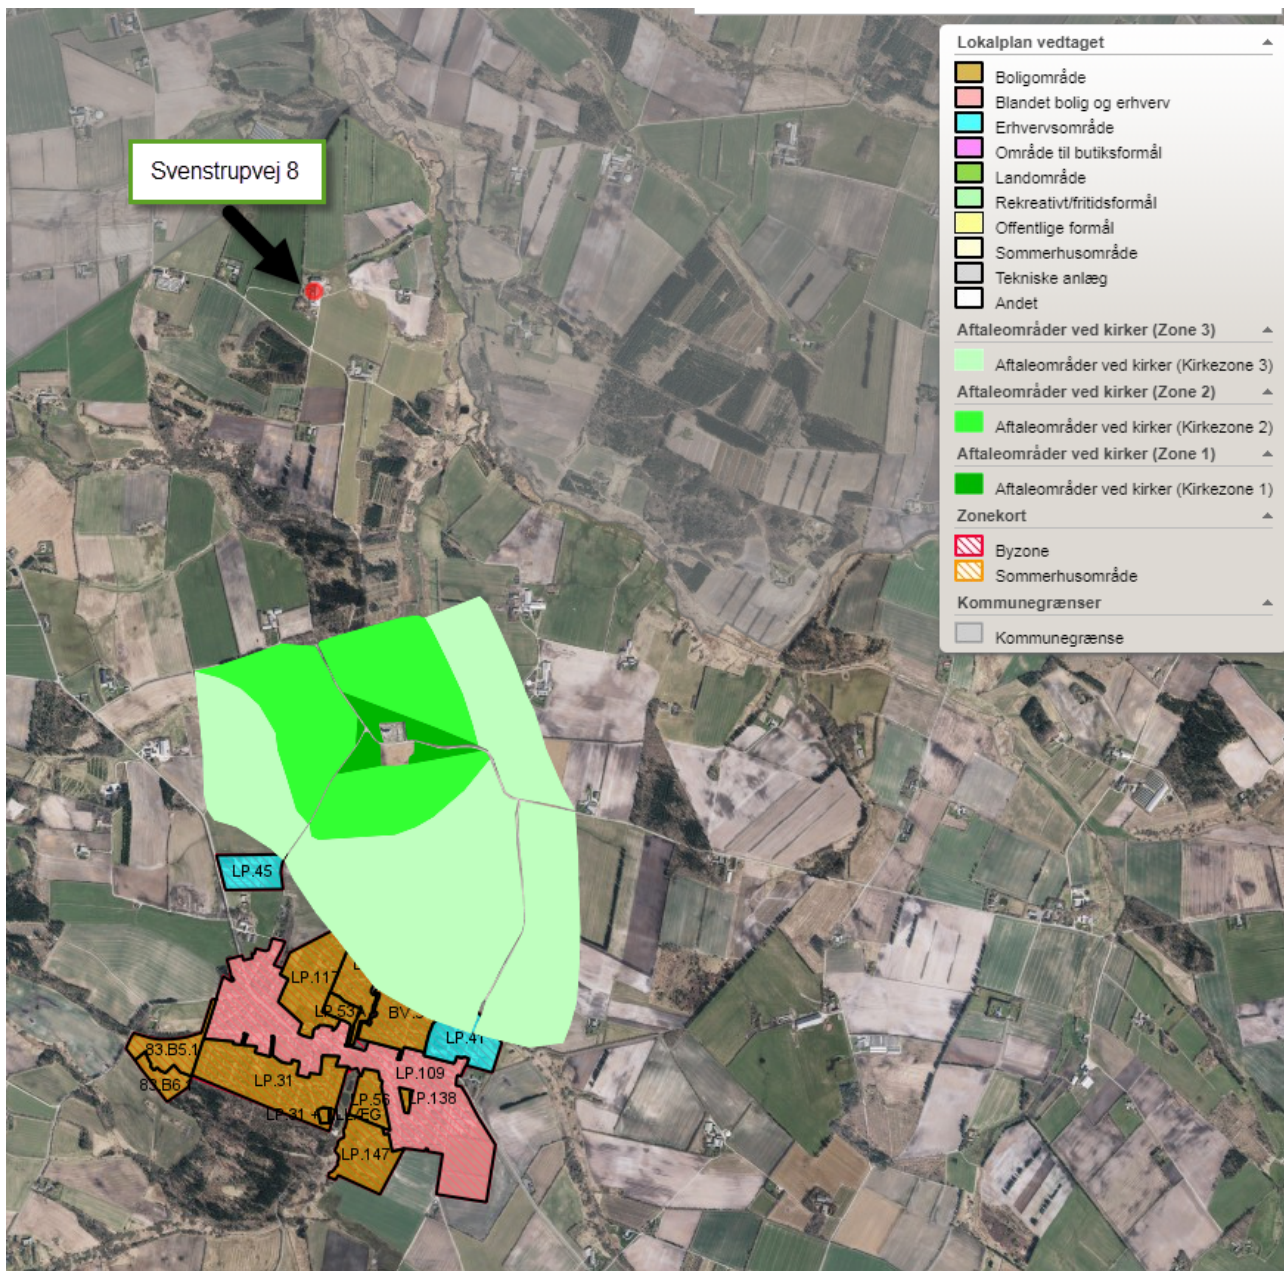 Svenstrupvej 8
Lokalplan vedtaget
Boligområde
Blandet bolig og erhverv
Erhvervsområde
Område til butiksformål
Landområde
Rekreativt/fritidsformål
Offentlige formål
Sommerhusområde
Tekniske anlæg
Andet
Aftaleområder ved kirker (Zone 3)
Aftaleområder ved kirker (Kirkezone 3)
Aftaleområder ved kirker (Zone 2)
Aftaleområder ved kirker (Kirkezone 2)
Aftaleområder ved kirker (Zone 1)
Aftaleområder ved kirker (Kirkezone 1)
Zonekort
Byzone
Sommerhusområde
Kommunegrænser
Kommunegrænse
LP.45
LP.117
LP.53
LP.41
83.B5.1
LP.109
LP.31
83.B6
LP.56
LP.138
LP.31
LP.147